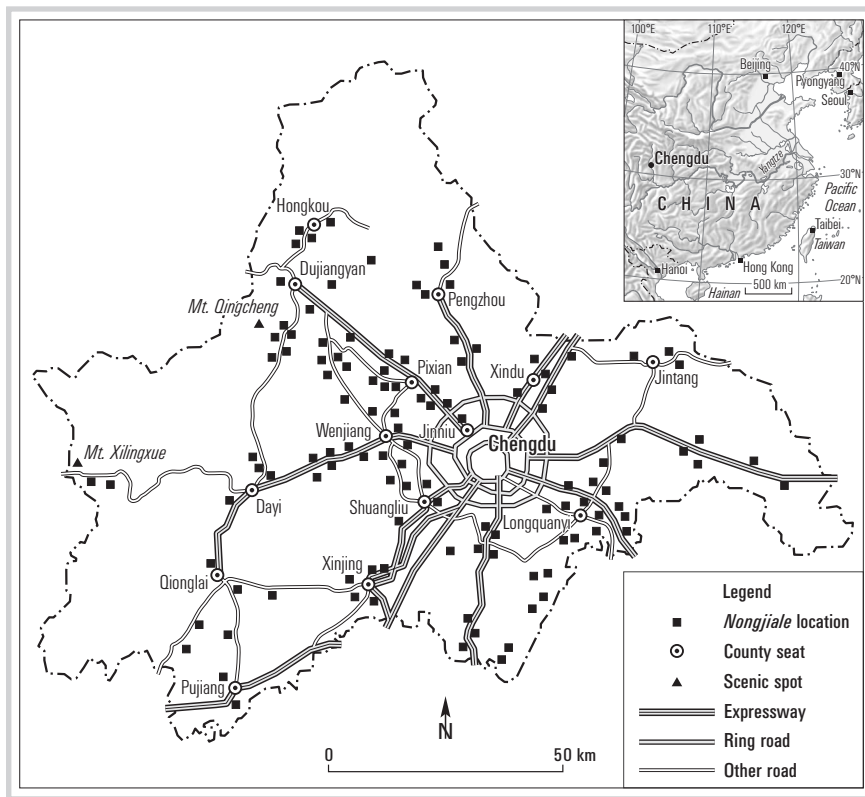 100°E
110°E
120°E
Beijing
40°N
Pyongyang
Seoul
Chengdu
Yangtze
30°N
CHINA
Pacific
Ocean
Taibei
Taiwan
Hanoi
Hong Kong
20°N
Hainan
500 km
Hongkou
Dujiangyan
Mt. Qingcheng
Pengzhou
Pixian
Xindu
Jintang
Wenjiang
Jinniu
Chengdu
Mt. Xilingxue
Dayi
Shuangliu
Longquanyi
Qionglai
Xinjing
Pujiang
N
0
50 km
Legend
Nongjiale location
County seat
Scenic spot
Expressway
Ring road
Other road